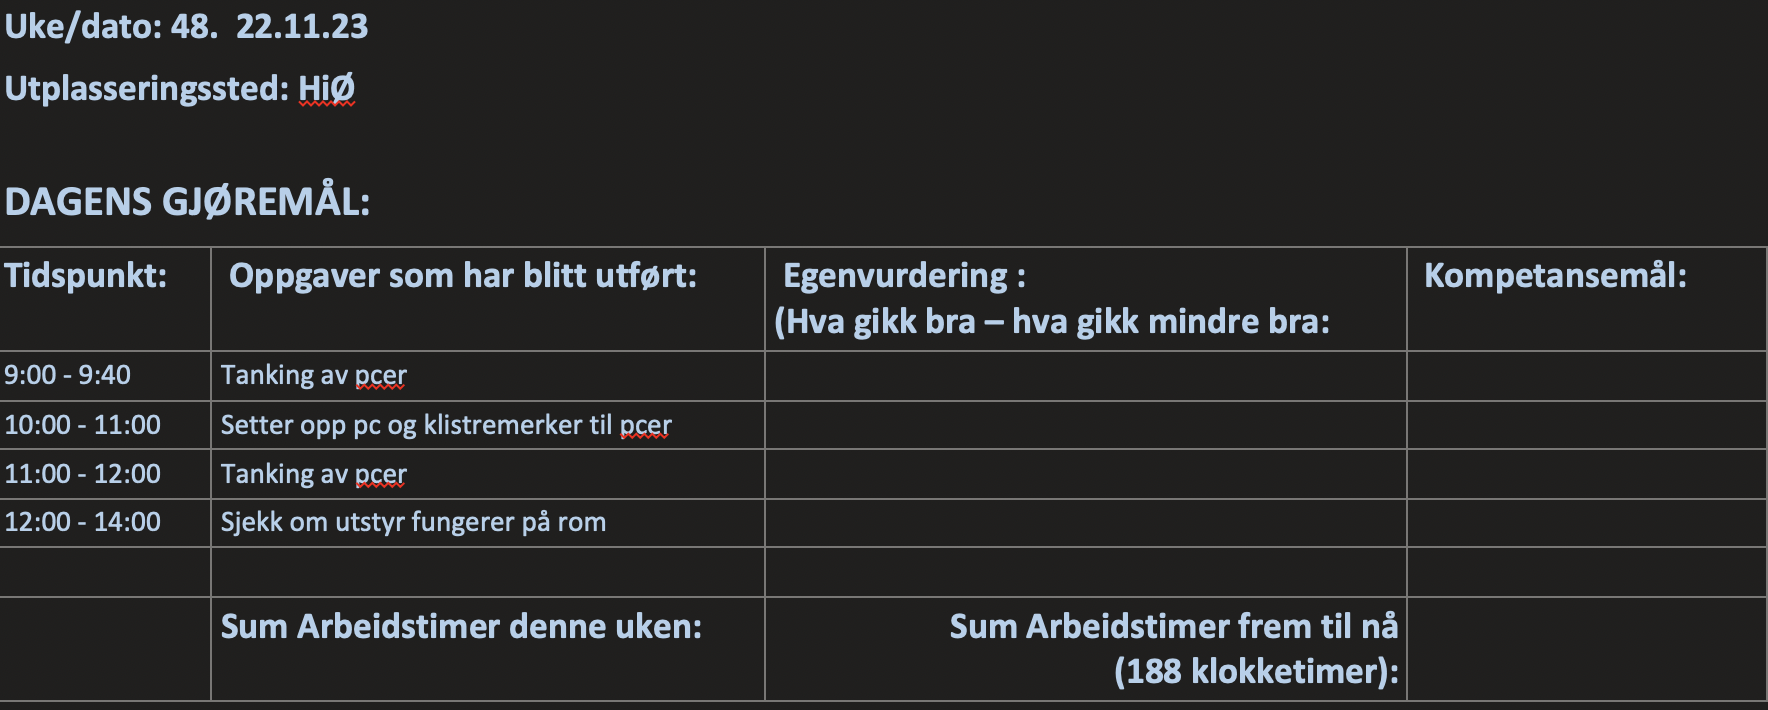 Uke/dato: 48.  22.11.23
Utplasseringssted: HiØ
DAGENS GJØREMÅL:
Tidspunkt: Oppgaver som har blitt utført: Egenvurdering : Kompetansemål:
(Hva gikk bra – hva gikk mindre bra:
9:00 - 9:40 Tanking av pcer
10:00 - 11:00 Setter opp pc og klistremerker til pcer
11:00 - 12:00 Tanking av pcer
12:00 - 14:00 Sjekk om utstyr fungerer på rom
Sum Arbeidstimer denne uken: Sum Arbeidstimer frem til nå
(188 klokketimer):